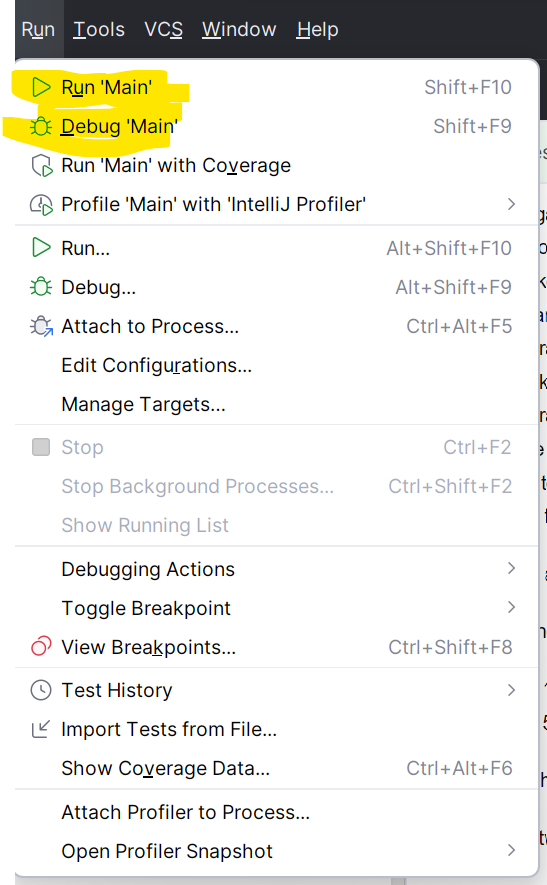 Run Tools VCS Window Help
Run 'Main' Shift+F10
Debug 'Main' Shift+F9
Run 'Main' with Coverage
Profile 'Main' with 'IntelliJ Profiler'
Run... Alt+Shift+F10
Debug... Alt+Shift+F9
Attach to Process... Ctrl+Alt+F5
Edit Configurations...
Manage Targets...
Stop Ctrl+F2
Stop Background Processes... Ctrl+Shift+F2
Show Running List
Debugging Actions
Toggle Breakpoint
View Breakpoints... Ctrl+Shift+F8
Test History
Import Tests from File...
Show Coverage Data... Ctrl+Alt+F6
Attach Profiler to Process...
Open Profiler Snapshot